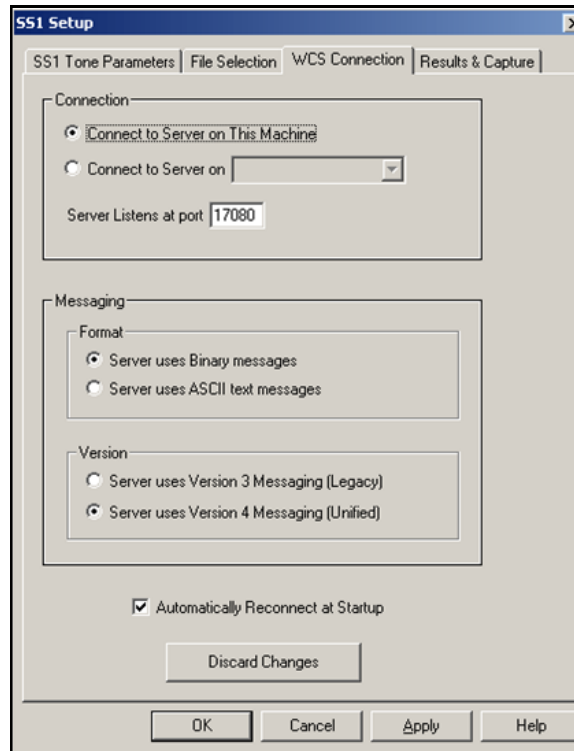 SS1 Setup
SS1 Tone Parameters File Selection WCS Connection Results & Capture
Connection
Connect to Server on This Machine
Connect to Server on
Server Listens at port 17080
Messaging
Format
Server uses Binary messages
Server uses ASCII text messages
Version
Server uses Version 3 Messaging (Legacy)
Server uses Version 4 Messaging (Unified)
Automatically Reconnect at Startup
Discard Changes
OK Cancel Apply Help